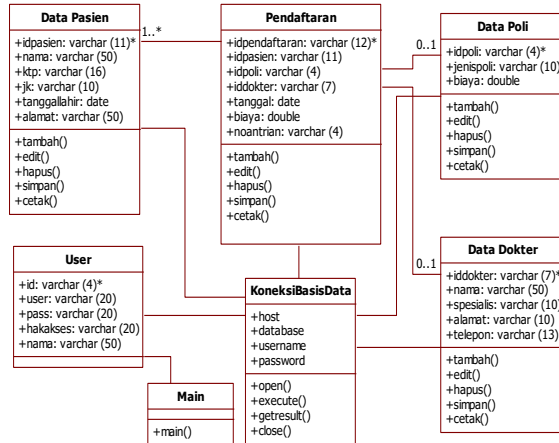 Data Pasien
+idpasien: varchar (11)*
+nama: varchar (50)
+ktp: varchar (16)
+jk: varchar (10)
+tanggallahir: date
+alamat: varchar (50)
+tambah()
+edit()
+hapus()
+simpan()
+cetak()
1..*
Pendaftaran
+idpendaftaran: varchar (12)*
+idpasien: varchar (11)
+idpoli: varchar (4)
+iddokter: varchar (7)
+tanggal: date
+biaya: double
+noantrian: varchar (4)
+tambah()
+edit()
+hapus()
+simpan()
+cetak()
0..1
Data Poli
+idpoli: varchar (4)*
+jenispoli: varchar (10)
+biaya: double
+tambah()
+edit()
+hapus()
+simpan()
+cetak()
User
+id: varchar (4)*
+user: varchar (20)
+pass: varchar (20)
+hakakses: varchar (20)
+nama: varchar (50)
KoneksiBasisData
+host
+database
+username
+password
+open()
+execute()
+getresult()
+close()
0..1
Data Dokter
+iddokter: varchar (7)*
+nama: varchar (50)
+spesialis: varchar (10)
+alamat: varchar (10)
+telepon: varchar (13)
+tambah()
+edit()
+hapus()
+simpan()
+cetak()
Main
+main()